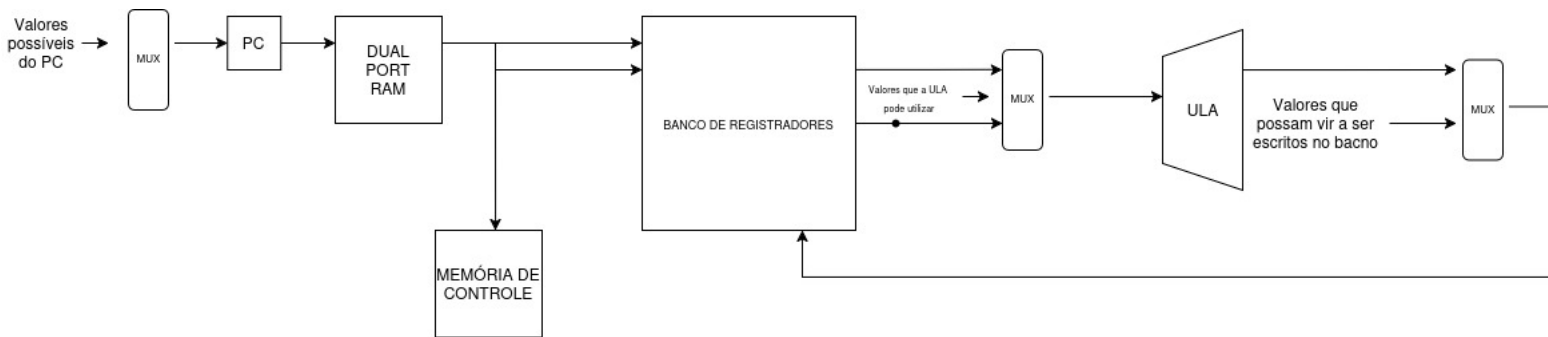 Valores
possíveis
do PC
MUX
PC
DUAL
PORT
RAM
MEMÓRIA DE
CONTROLE
BANCO DE REGISTRADORES
Valores que a ULA
pode utilizar
MUX
ULA
Valores que
possam vir a ser
escritos no bacno
MUX